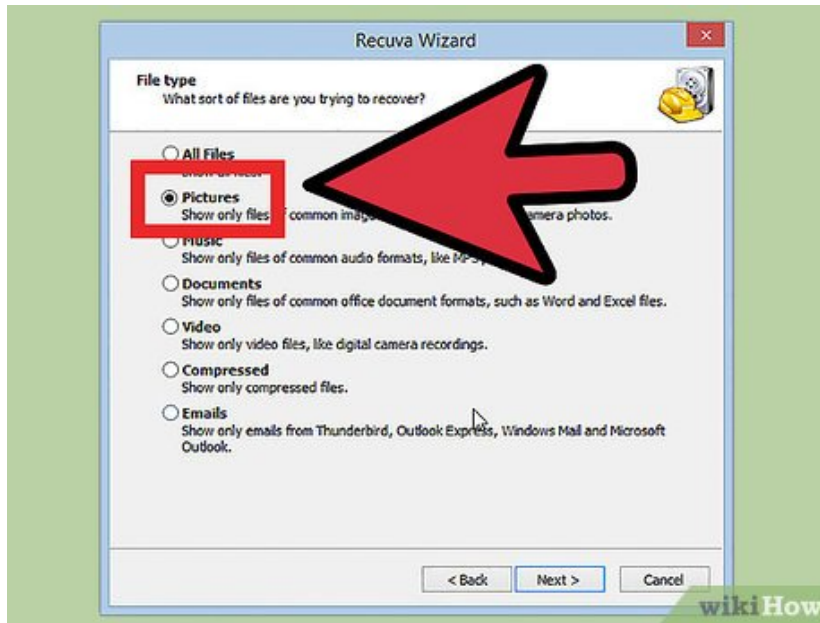 Recuva Wizard
File type
What sort of files are you trying to recover?
All Files
Pictures
Show only files of common amera photos.
Music
Show only files of common audio formats, like MP3
Documents
Show only files of common office document formats, such as Word and Excel files.
Video
Show only video files, like digital camera recordings.
Compressed
Show only compressed files.
Emails
Show only emails from Thunderbird, Outlook Express, Windows Mail and Microsoft
Outlook.
< Back Next > Cancel
wikiHow